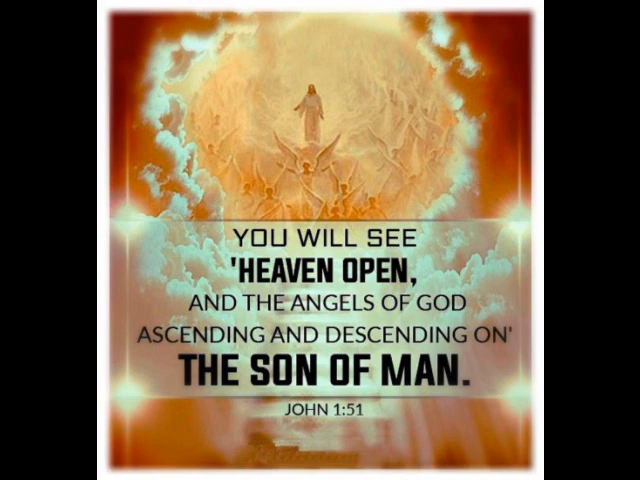 YOU WILL SEE
'HEAVEN OPEN,
AND THE ANGELS OF GOD
ASCENDING AND DESCENDING ON'
THE SON OF MAN.
JOHN 1:51